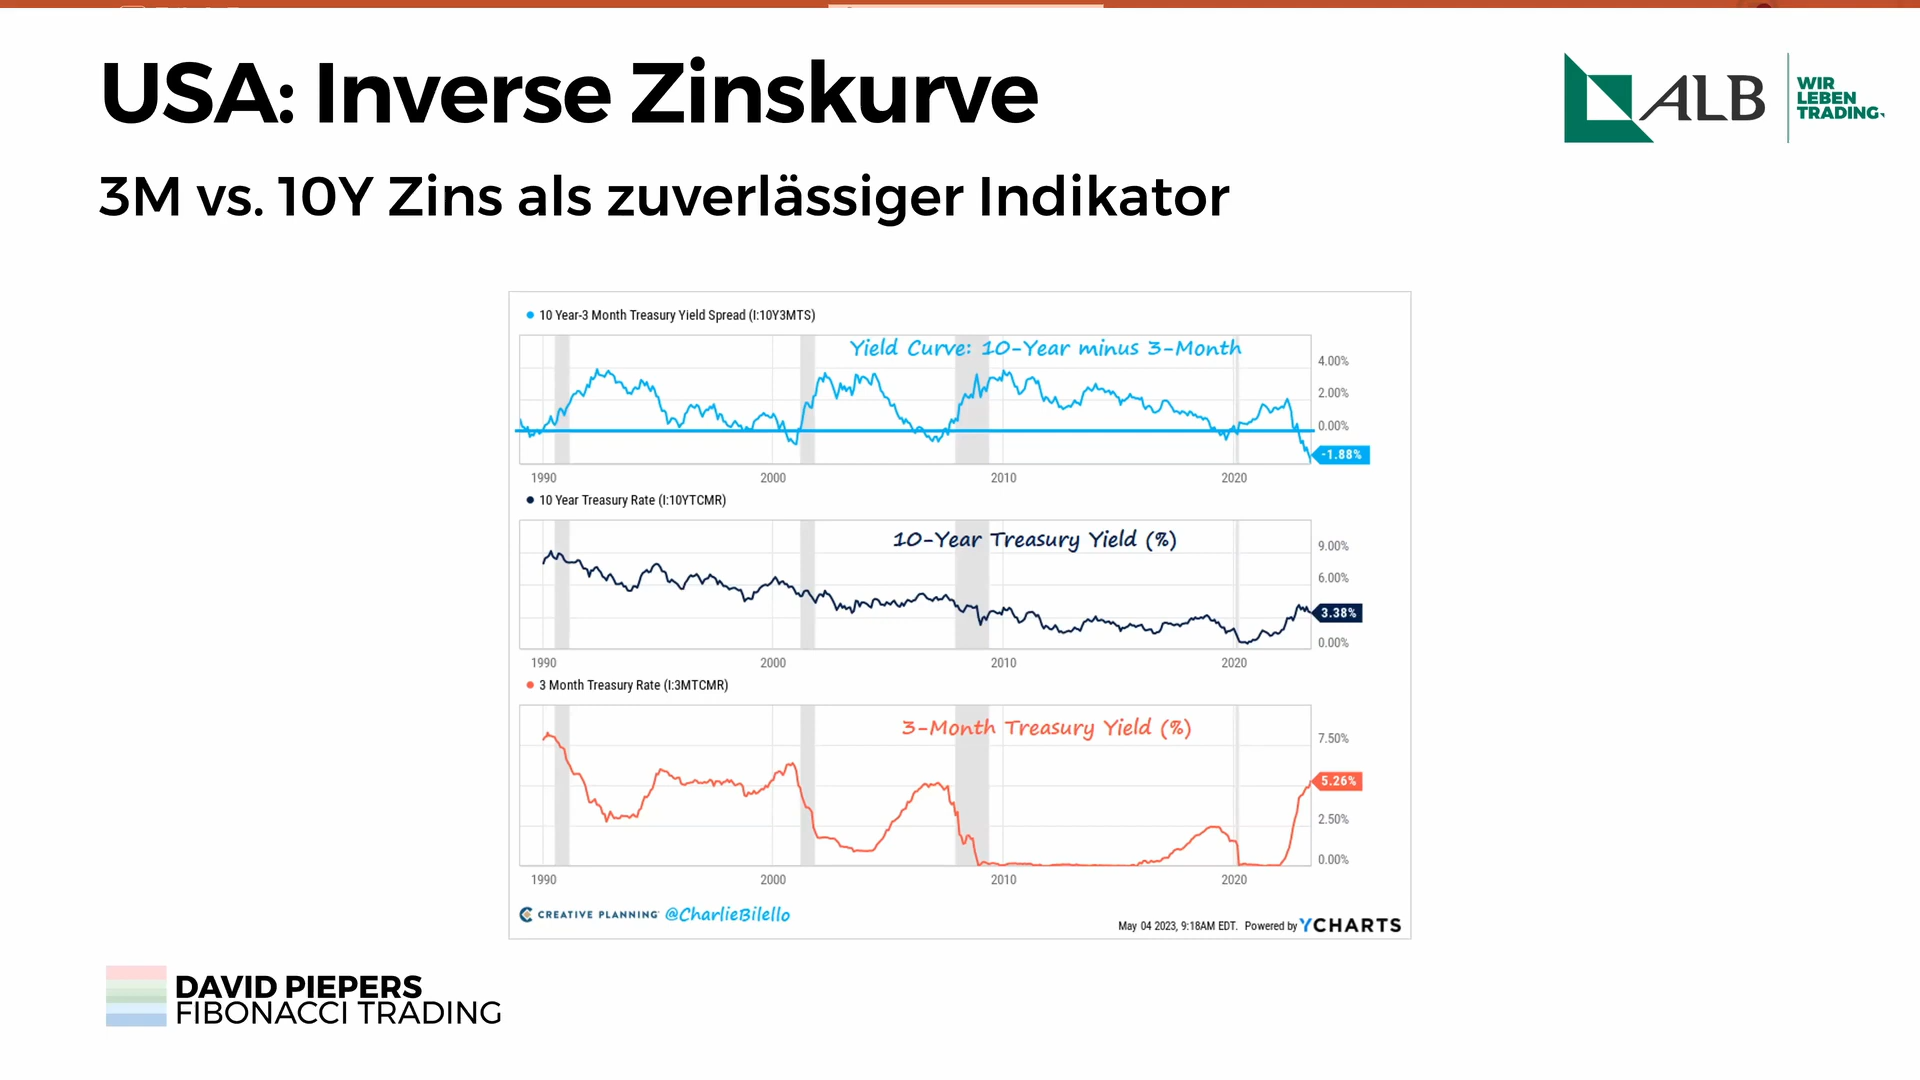 USA: Inverse Zinskurve
ALB
WIR
LEBEN
TRADING
3M vs. 10Y Zins als zuverlässiger Indikator
10 Year-3 Month Treasury Yield Spread (I:10Y3MTS)
Yield Curve: 10-Year minus 3-Month
4.00%
2.00%
0.00%
-1.88%
1990 2000 2010 2020
10 Year Treasury Rate (I:10YTCMR)
10-Year Treasury Yield (%)
9.00%
6.00%
3.38%
0.00%
1990 2000 2010 2020
3 Month Treasury Rate (I:3MTCMR)
3-Month Treasury Yield (%)
7.50%
5.26%
2.50%
0.00%
1990 2000 2010 2020
CREATIVE PLANNING @CharlieBilello
May 04 2023, 9:18AM EDT. Powered by YCHARTS
DAVID PIEPERS
FIBONACCI TRADING